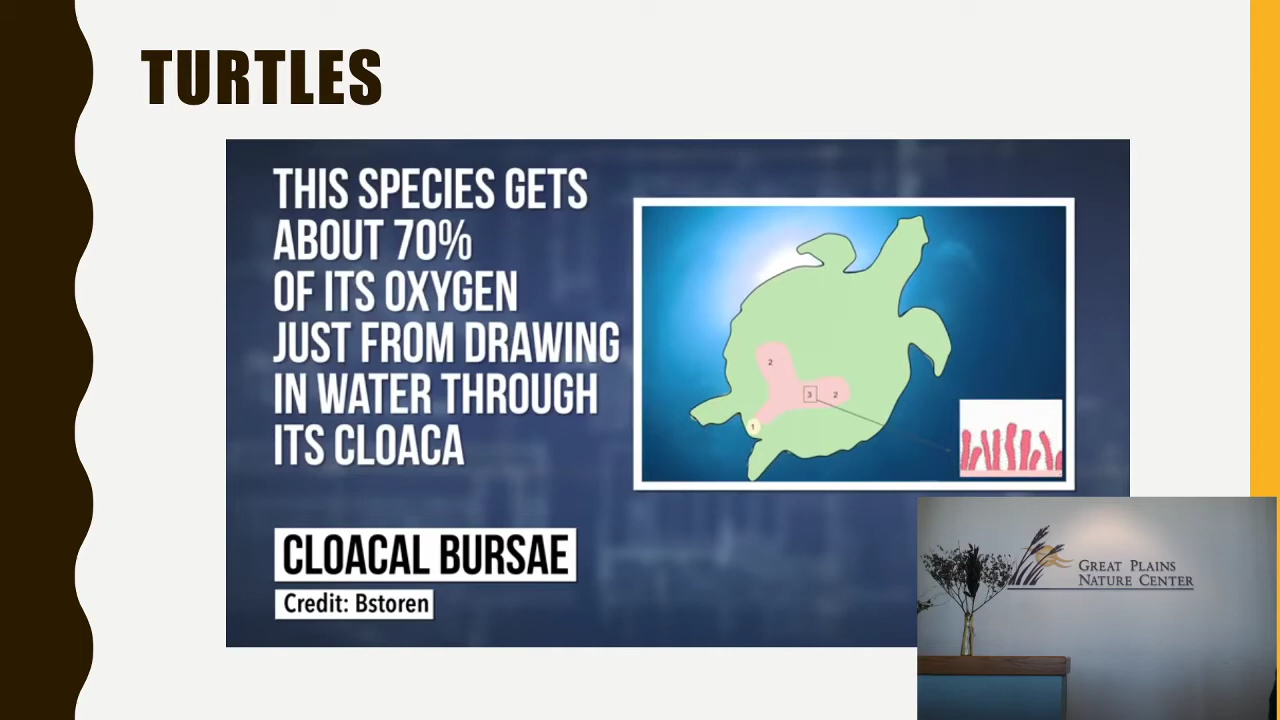 TURTLES
THIS SPECIES GETS
ABOUT 70%
OF ITS OXYGEN
JUST FROM DRAWING
IN WATER THROUGH
ITS CLOACA
2
3
2
1
CLOACAL BURSAE
Credit: Bstoren
GREAT PLAINS
NATURE CENTER